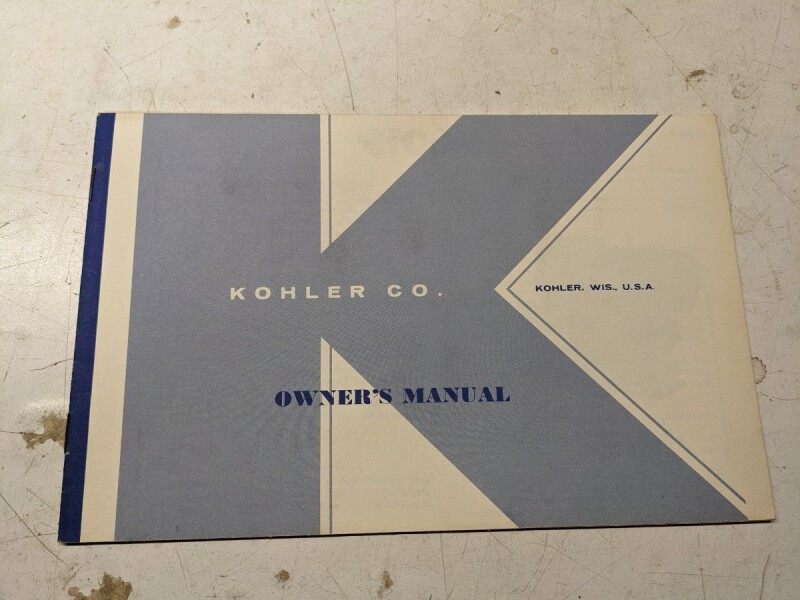 KOHLER CO.
KOHLER, WIS., U.S.A.
OWNER'S MANUAL